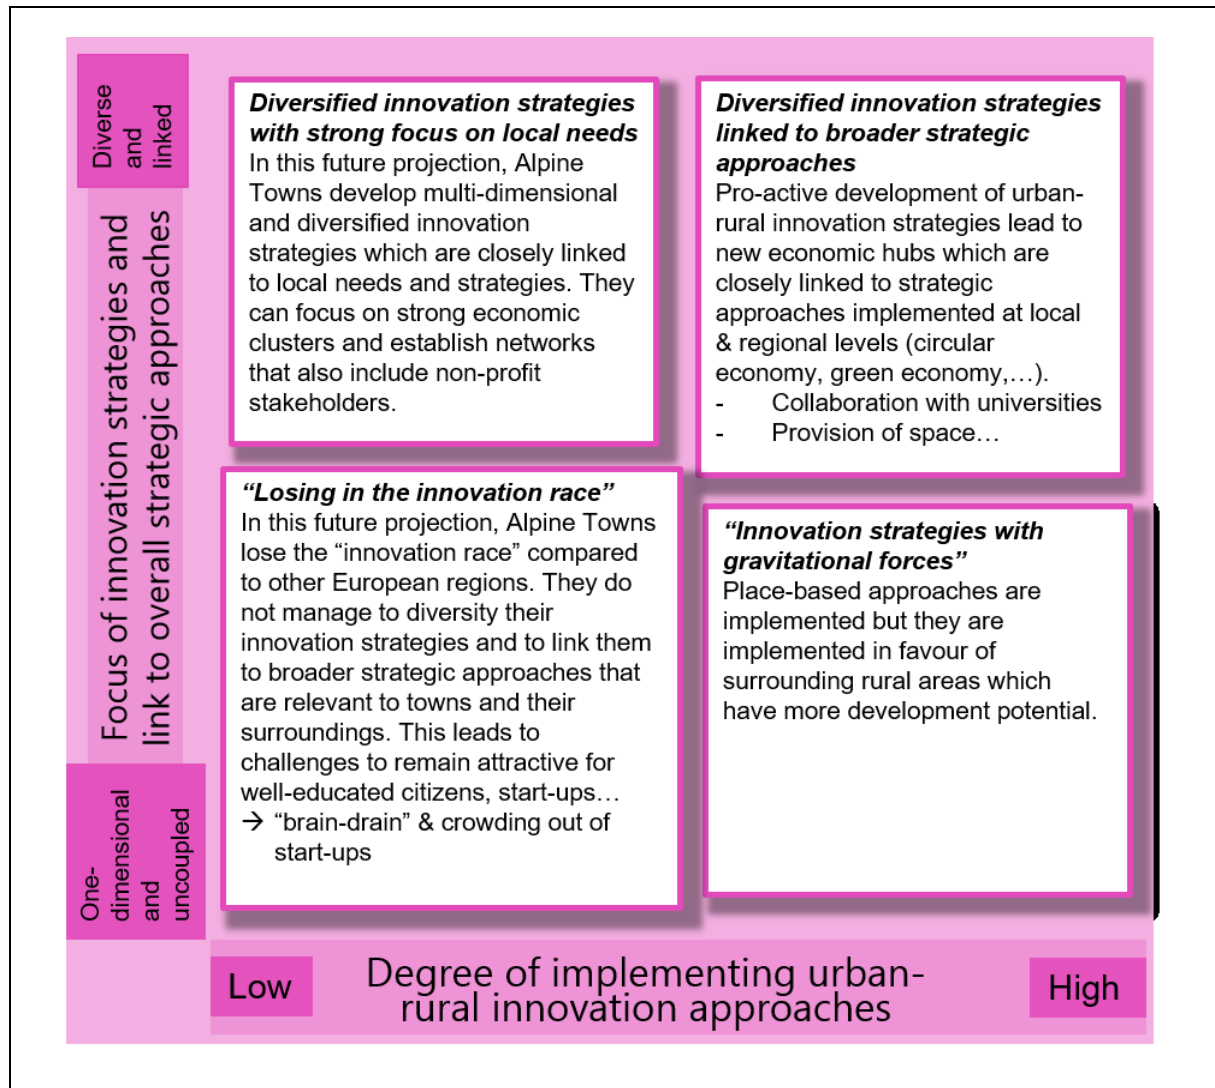 Diverse
and
linked
Focus of innovation strategies and
link to overall strategic approaches
One-
dimensional
and
uncoupled
Diversified innovation strategies
with strong focus on local needs
In this future projection, Alpine
Towns develop multi-dimensional
and diversified innovation
strategies which are closely linked
to local needs and strategies. They
can focus on strong economic
clusters and establish networks
that also include non-profit
stakeholders.
Diversified innovation strategies
linked to broader strategic
approaches
Pro-active development of urban-
rural innovation strategies lead to
new economic hubs which are
closely linked to strategic
approaches implemented at local
& regional levels (circular
economy, green economy,…).
- Collaboration with universities
- Provision of space…
“Losing in the innovation race”
In this future projection, Alpine Towns
lose the “innovation race” compared
to other European regions. They do
not manage to diversity their
innovation strategies and to link them
to broader strategic approaches that
are relevant to towns and their
surroundings. This leads to
challenges to remain attractive for
well-educated citizens, start-ups…
→ “brain-drain” & crowding out of
start-ups
“Innovation strategies with
gravitational forces”
Place-based approaches are
implemented but they are
implemented in favour of
surrounding rural areas which
have more development potential.
Low
Degree of implementing urban-
rural innovation approaches
High